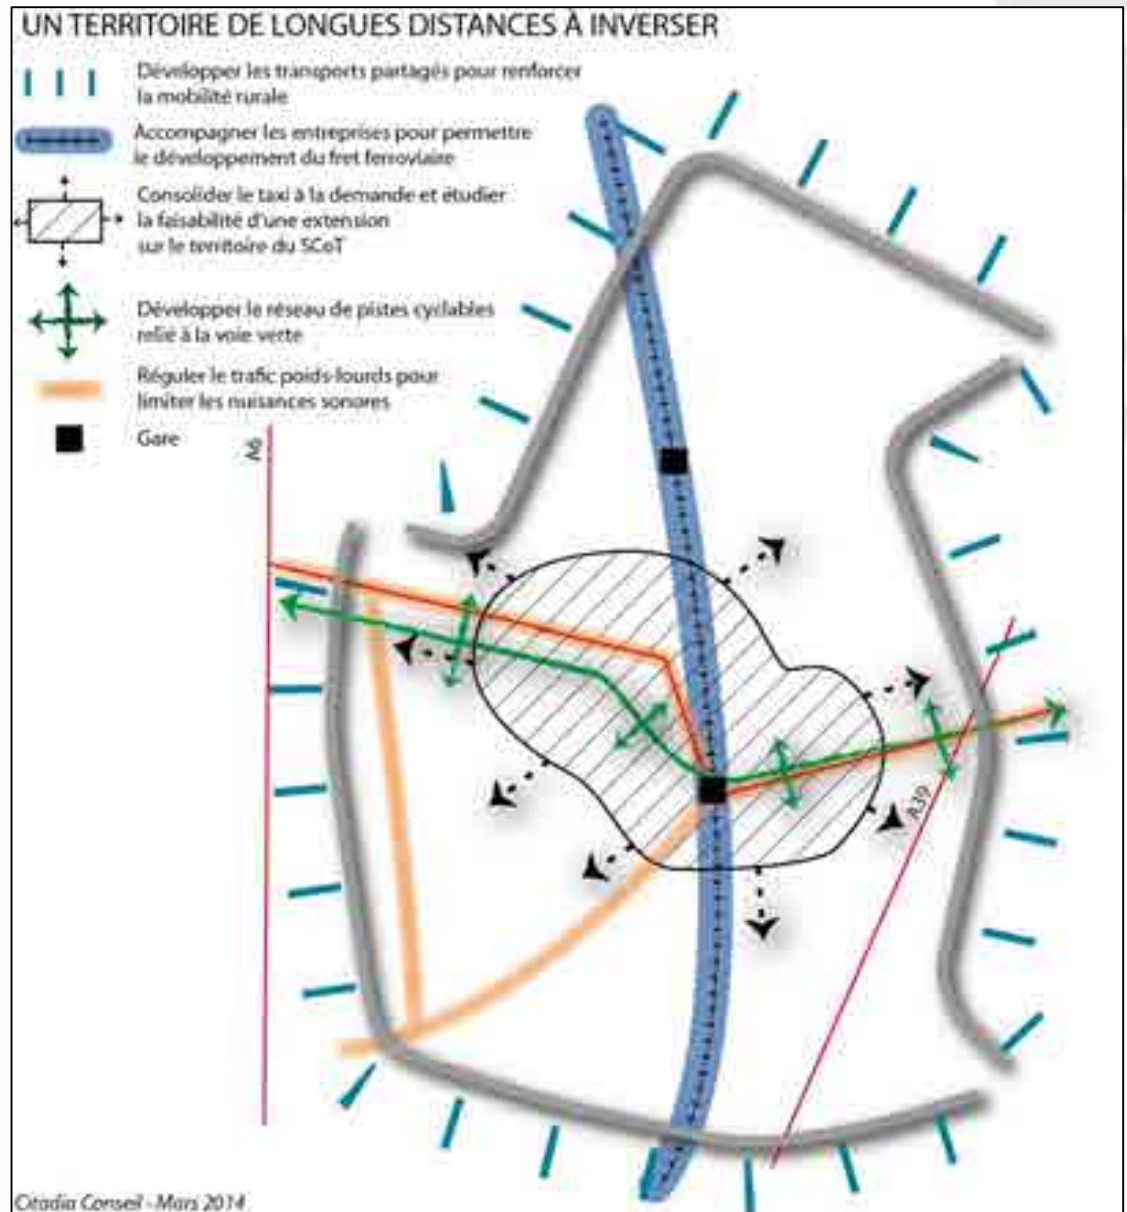 UN TERRITOIRE DE LONGUES DISTANCES À INVERSER
Développer les transports partagés pour renforcer
la mobilité rurale
Accompagner les entreprises pour permettre
le développement du fret ferroviaire
Consolider le taxi à la demande et étudier
la faisabilité d'une extension
sur le territoire du SCoT
Développer le réseau de pistes cyclables
relié à la voie verte
Réguler le trafic poids-lourds pour
limiter les nuisances sonores
Gare
A6
A39
Citadia Conseil - Mars 2014